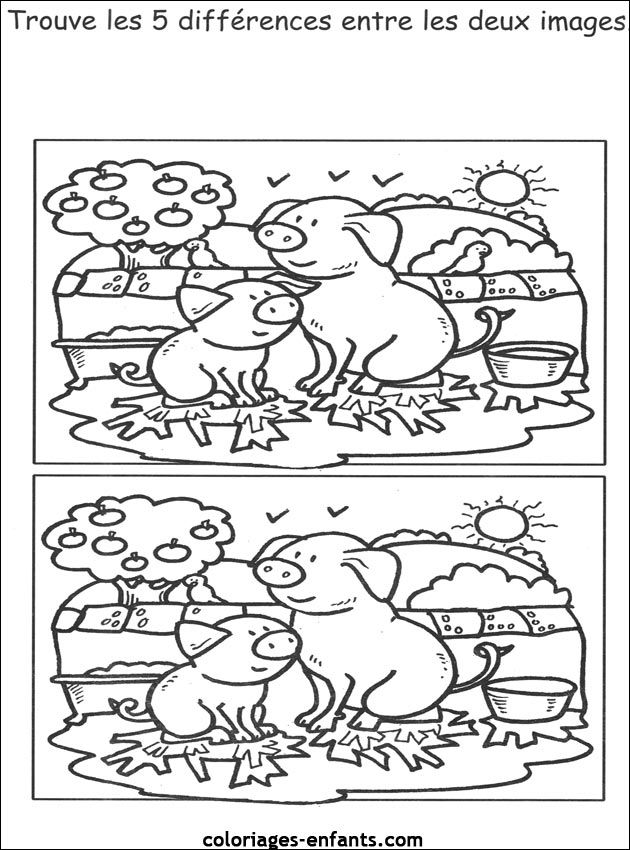 Trouve les 5 différences entre les deux images.
coloriages-enfants.com